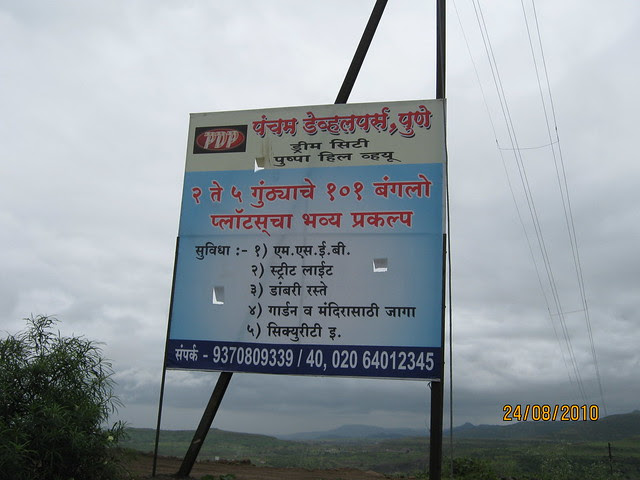 PDP
पंचम डेव्हलपर्स, पुणे
ड्रीम सिटी
पुष्पा हिल व्हयू
२ ते ५ गुंठ्याचे १०१ बंगलो
प्लॉटस्चा भव्य प्रकल्प
सुविधा :- १) एम.एस.ई.बी.
२) स्ट्रीट लाईट
३) डांबरी रस्ते
४) गार्डन व मंदिरासाठी जागा
५) सिक्युरीटी इ.
संपर्क - 9370809339 / 40, 020 64012345
24/08/2010